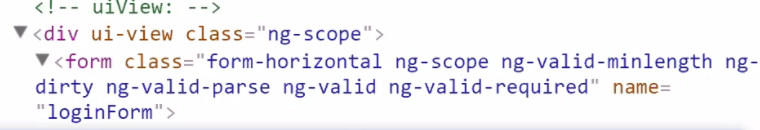 <!-- uiView: -->
▼<div ui-view class="ng-scope">
▼<form class="form-horizontal ng-scope ng-valid-minlength ng-
dirty ng-valid-parse ng-valid ng-valid-required" name=
"loginForm">